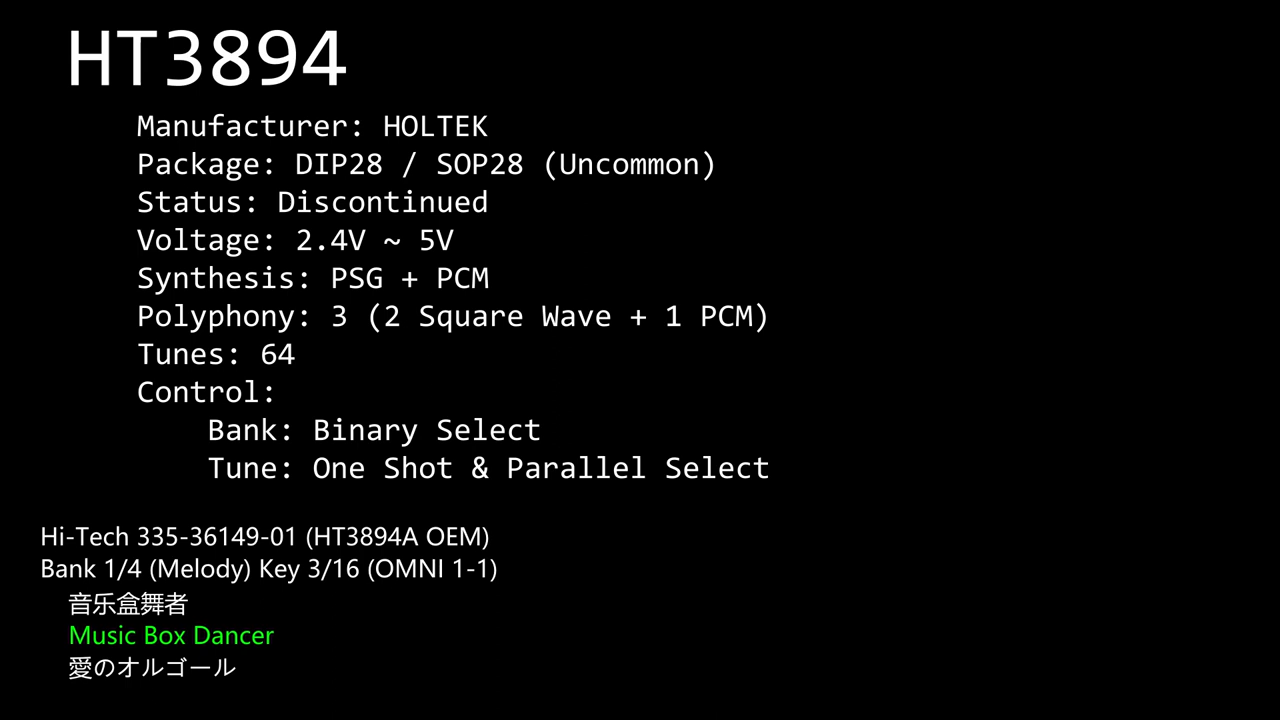 HT3894
Manufacturer: HOLTEK
Package: DIP28 / SOP28 (Uncommon)
Status: Discontinued
Voltage: 2.4V ~ 5V
Synthesis: PSG + PCM
Polyphony: 3 (2 Square Wave + 1 PCM)
Tunes: 64
Control:
Bank: Binary Select
Tune: One Shot & Parallel Select
Hi-Tech 335-36149-01 (HT3894A OEM)
Bank 1/4 (Melody) Key 3/16 (OMNI 1-1)
音乐盒舞者
Music Box Dancer
愛のオルゴール